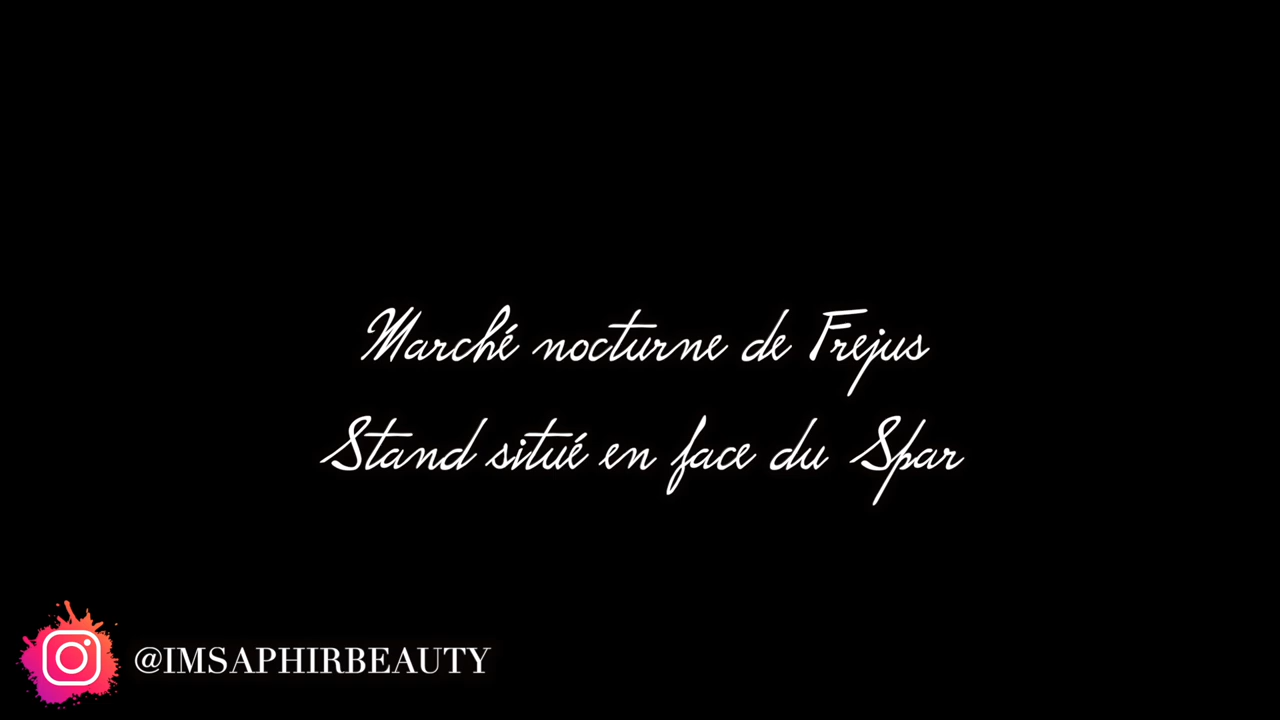 Marché nocturne de Frejus
Stand situé en face du Spar
@IMSAPHIRBEAUTY